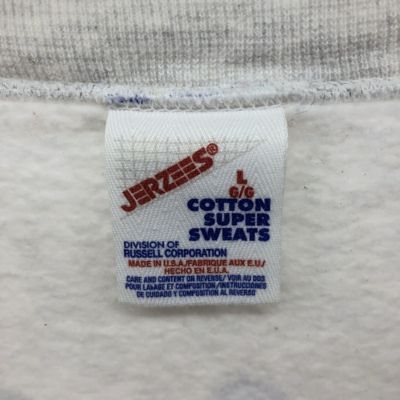 JERZEES®
L
G/G
COTTON
SUPER
SWEATS
DIVISION OF
RUSSELL CORPORATION
MADE IN U.S.A./FABRIQUE AUX E.U./
HECHO EN E.U.A.
CARE AND CONTENT ON REVERSE/ VOIR AU DOS
POUR LAVAGE ET COMPOSITION/INSTRUCCIONES
DE CUIDADO Y COMPOSITION AL REVERSO